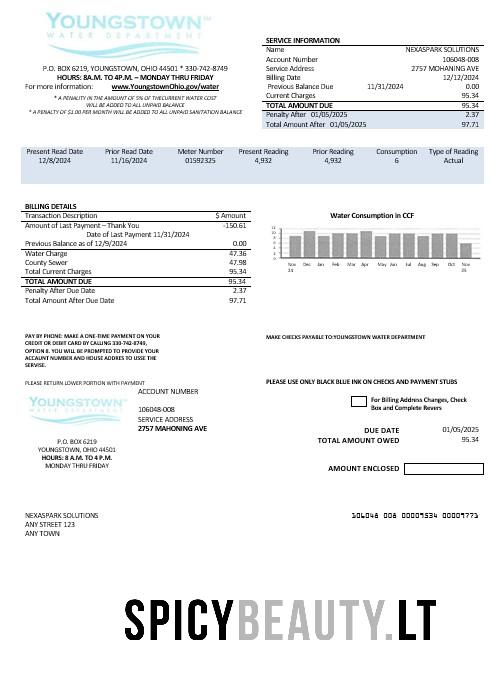 YOUNGSTOWN™
WATER DEPARTMENT
P.O. BOX 6219, YOUNGSTOWN, OHIO 44501 * 330-742-8749
HOURS: 8A.M. TO 4P.M. – MONDAY THRU FRIDAY
For more information: www.YoungstownOhio.gov/water
* A PENALITY IN THE AMOUNT OF 5% OF THECURRENT WATER COST
WILL BE ADDED TO ALL UNPAID BALANCE
* A PENALTY OF $1.00 PER MONTH WILL BE ADDED TO ALL UNPAID SANITATION BALANCE
SERVICE INFORMATION
Name NEXASPARK SOLUTIONS
Account Number 106048-008
Service Address 2757 MOHANING AVE
Billing Date 12/12/2024
Previous Balance Due 11/31/2024 0.00
Current Charges 95.34
TOTAL AMOUNT DUE 95.34
Penalty After 01/05/2025 2.37
Total Amount After 01/05/2025 97.71
Present Read Date Prior Read Date Meter Number Present Reading Prior Reading Consumption Type of Reading
12/8/2024 11/16/2024 01592325 4,932 4,932 6 Actual
BILLING DETAILS
Transaction Description $ Amount
Amount of Last Payment – Thank You -150.61
Date of Last Payment 11/31/2024
Previous Balance as of 12/9/2024 0.00
Water Charge 47.36
County Sewer 47.98
Total Current Charges 95.34
TOTAL AMOUNT DUE 95.34
Penalty After Due Date 2.37
Total Amount After Due Date 97.71
Water Consumption in CCF
Nov Dec Jan Feb Mar Apr May Jun Jul Aug Sep Oct Nov
24 25
PAY BY PHONE: MAKE A ONE-TIME PAYMENT ON YOUR
CREDIT OR DEBIT CARD BY CALLING 330-742-8749,
OPTION 8. YOU WILL BE PROMPTED TO PROVIDE YOUR
ACCAUNT NUMBER AND HOUSE ADDRES TO USSE THE
SERVISE.
MAKE CHECKS PAYABLE TO:YOUNGSTOWN WATER DEPARTMENT
PLEASE RETURN LOWER PORTION WITH PAYMENT
PLEASE USE ONLY BLACK BLUE INK ON CHECKS AND PAYMENT STUBS
YOUNGSTOWN™
WATER DEPARTMENT
P.O. BOX 6219
YOUNGSTOWN, OHIO 44501
HOURS: 8 A.M. TO 4 P.M.
MONDAY THRU FRIDAY
ACCOUNT NUMBER
106048-008
SERVICE ADDRESS
2757 MAHONING AVE
For Billing Address Changes, Check
Box and Complete Revers
DUE DATE 01/05/2025
TOTAL AMOUNT OWED 95.34
AMOUNT ENCLOSED
NEXASPARK SOLUTIONS
ANY STREET 123
ANY TOWN
106048 008 00009534 00009771
SPICYBEAUTY.LT